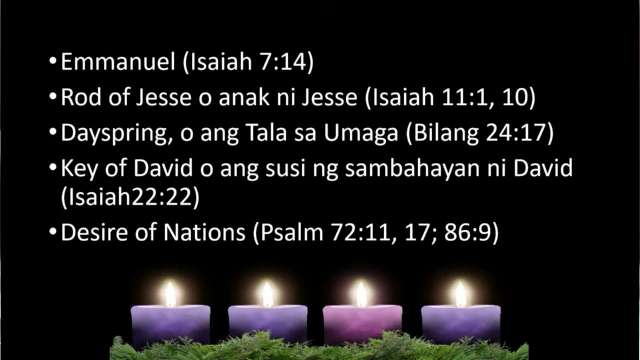 •Emmanuel (Isaiah 7:14)
•Rod of Jesse o anak ni Jesse (Isaiah 11:1, 10)
•Dayspring, o ang Tala sa Umaga (Bilang 24:17)
•Key of David o ang susi ng sambahayan ni David
(Isaiah22:22)
•Desire of Nations (Psalm 72:11, 17; 86:9)